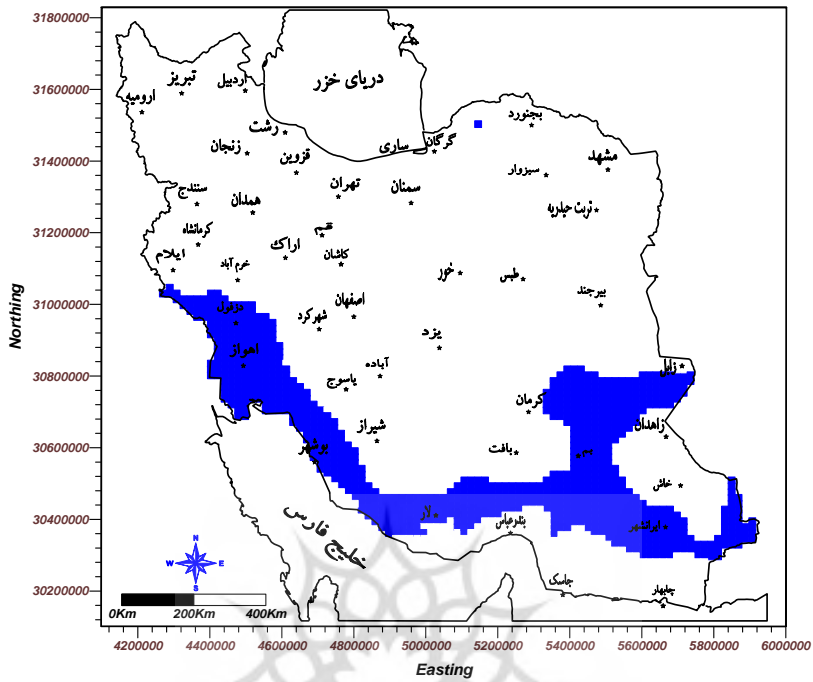 31800000
31600000
31400000
31200000
31000000
30800000
30600000
30400000
30200000
Northing
دریای خزر
تبریز
اردبیل
ارومیه
رشت
زنجان
قزوین
ساری
گرگان
بجنورد
مشهد
سبزوار
سنندج
همدان
تهران
سمنان
تربت حیدریه
کرمانشاه
قم
ایلام
خرم آباد
اراک
کاشان
خور
طبس
بیرجند
دزفول
شهرکرد
اصفهان
یزد
اهواز
یاسوج
آباده
زابل
کرمان
زاهدان
شیراز
بوشهر
بافت
بم
خاش
لار
بندرعباس
ایرانشهر
خلیج فارس
جاسک
چابهار
N
W E
S
0Km 200Km 400Km
4200000 4400000 4600000 4800000 5000000 5200000 5400000 5600000 5800000 6000000
Easting